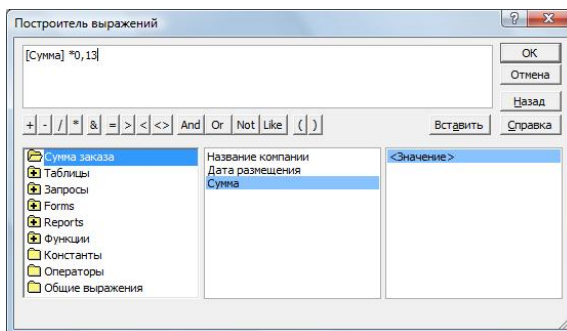 Построитель выражений
[Сумма] *0,13
ОК
Отмена
Назад
+ - / * & = > < <> And Or Not Like ( )
Вставить
Справка
Сумма заказа
Таблицы
Запросы
Forms
Reports
Функции
Константы
Операторы
Общие выражения
Название компании
Дата размещения
Сумма
<Значение>